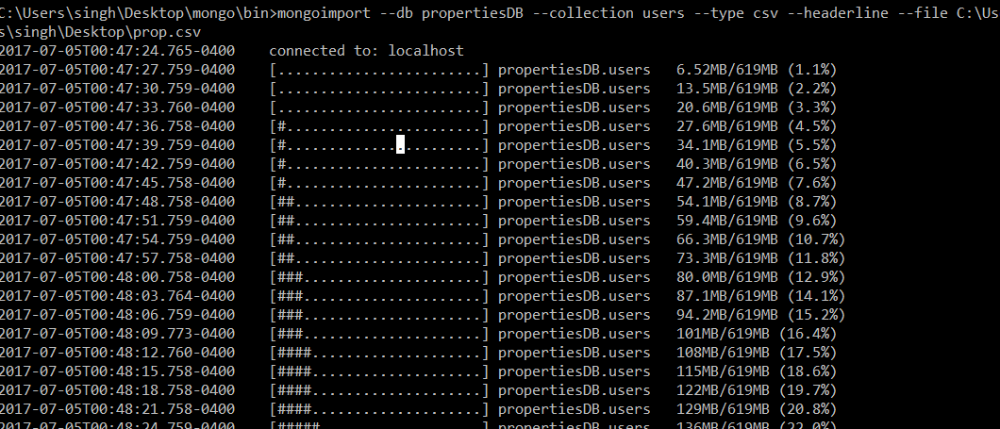 C:\Users\singh\Desktop\mongo\bin>mongoimport --db propertiesDB --collection users --type csv --headerline --file C:\Us
s\singh\Desktop\prop.csv
2017-07-05T00:47:24.765-0400    connected to: localhost
2017-07-05T00:47:27.759-0400    [........................] propertiesDB.users   6.52MB/619MB (1.1%)
2017-07-05T00:47:30.759-0400    [........................] propertiesDB.users   13.5MB/619MB (2.2%)
2017-07-05T00:47:33.760-0400    [........................] propertiesDB.users   20.6MB/619MB (3.3%)
2017-07-05T00:47:36.758-0400    [#.......................] propertiesDB.users   27.6MB/619MB (4.5%)
2017-07-05T00:47:39.759-0400    [#.......................] propertiesDB.users   34.1MB/619MB (5.5%)
2017-07-05T00:47:42.759-0400    [#.......................] propertiesDB.users   40.3MB/619MB (6.5%)
2017-07-05T00:47:45.758-0400    [#.......................] propertiesDB.users   47.2MB/619MB (7.6%)
2017-07-05T00:47:48.758-0400    [##......................] propertiesDB.users   54.1MB/619MB (8.7%)
2017-07-05T00:47:51.759-0400    [##......................] propertiesDB.users   59.4MB/619MB (9.6%)
2017-07-05T00:47:54.759-0400    [##......................] propertiesDB.users   66.3MB/619MB (10.7%)
2017-07-05T00:47:57.758-0400    [##......................] propertiesDB.users   73.3MB/619MB (11.8%)
2017-07-05T00:48:00.758-0400    [###.....................] propertiesDB.users   80.0MB/619MB (12.9%)
2017-07-05T00:48:03.764-0400    [###.....................] propertiesDB.users   87.1MB/619MB (14.1%)
2017-07-05T00:48:06.759-0400    [###.....................] propertiesDB.users   94.2MB/619MB (15.2%)
2017-07-05T00:48:09.773-0400    [###.....................] propertiesDB.users   101MB/619MB (16.4%)
2017-07-05T00:48:12.760-0400    [####....................] propertiesDB.users   108MB/619MB (17.5%)
2017-07-05T00:48:15.758-0400    [####....................] propertiesDB.users   115MB/619MB (18.6%)
2017-07-05T00:48:18.758-0400    [####....................] propertiesDB.users   122MB/619MB (19.7%)
2017-07-05T00:48:21.758-0400    [####....................] propertiesDB.users   129MB/619MB (20.8%)
2017-07-05T00:48:24.759-0400    [#####...................] propertiesDB.users   136MB/619MB (22.0%)